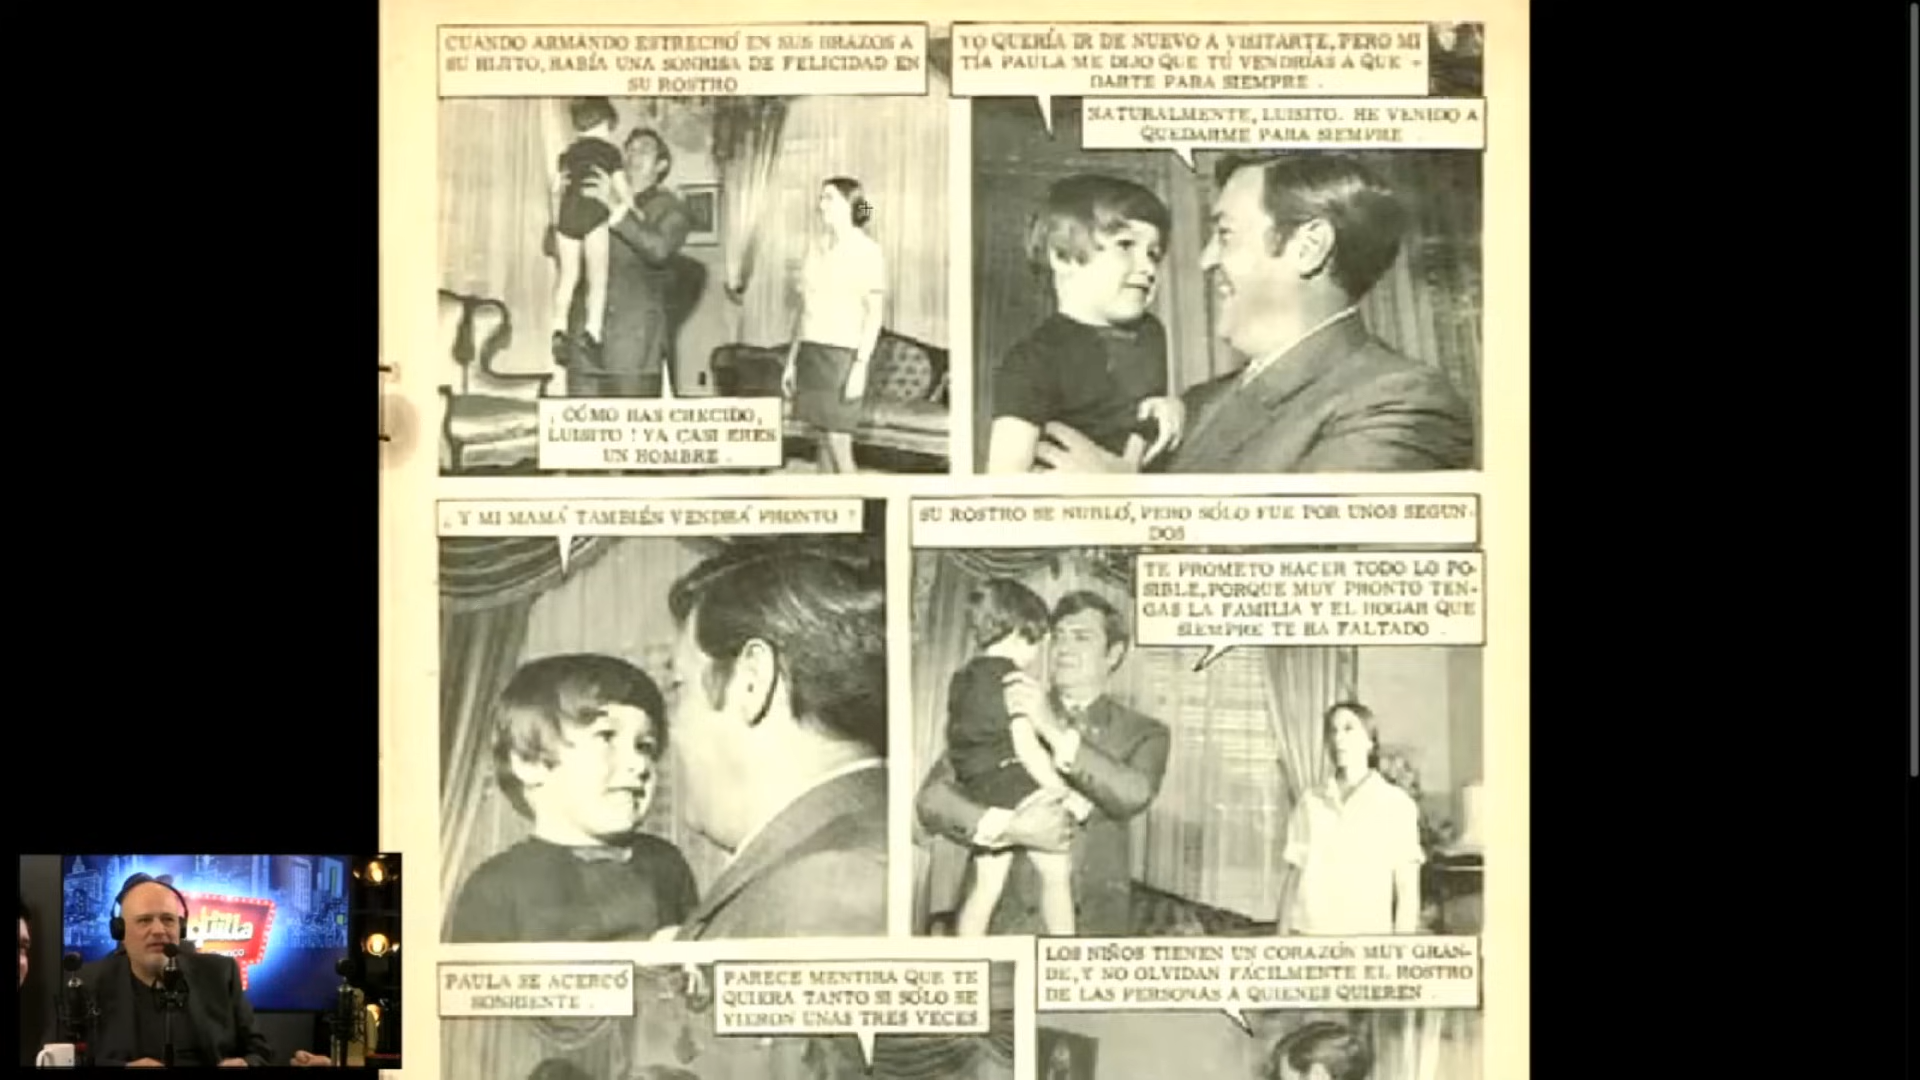 CUANDO ARMANDO ESTRECHÓ EN SUS BRAZOS A
SU HIJITO, HABÍA UNA SONRISA DE FELICIDAD EN
SU ROSTRO
YO QUERÍA IR DE NUEVO A VISITARTE, PERO MI
TÍA PAULA ME DIJO QUE TÚ VENDRÍAS A QUE -
DARTE PARA SIEMPRE .
NATURALMENTE, LUISITO. HE VENIDO A
QUEDARME PARA SIEMPRE .
¡ CÓMO HAS CRECIDO,
LUISITO ! YA CASI ERES
UN HOMBRE .
¿ Y MI MAMÁ TAMBIÉN VENDRÁ PRONTO ?
SU ROSTRO SE NUBLÓ, PERO SÓLO FUE POR UNOS SEGUN-
DOS .
TE PROMETO HACER TODO LO PO-
SIBLE, PORQUE MUY PRONTO TEN-
GAS LA FAMILIA Y EL HOGAR QUE
SIEMPRE TE HA FALTADO .
PAULA SE ACERCÓ
SONRIENTE .
PARECE MENTIRA QUE TE
QUIERA TANTO SI SÓLO SE
VIERON UNAS TRES VECES
LOS NIÑOS TIENEN UN CORAZÓN MUY GRAN-
DE, Y NO OLVIDAN FÁCILMENTE EL ROSTRO
DE LAS PERSONAS A QUIENES QUIEREN .